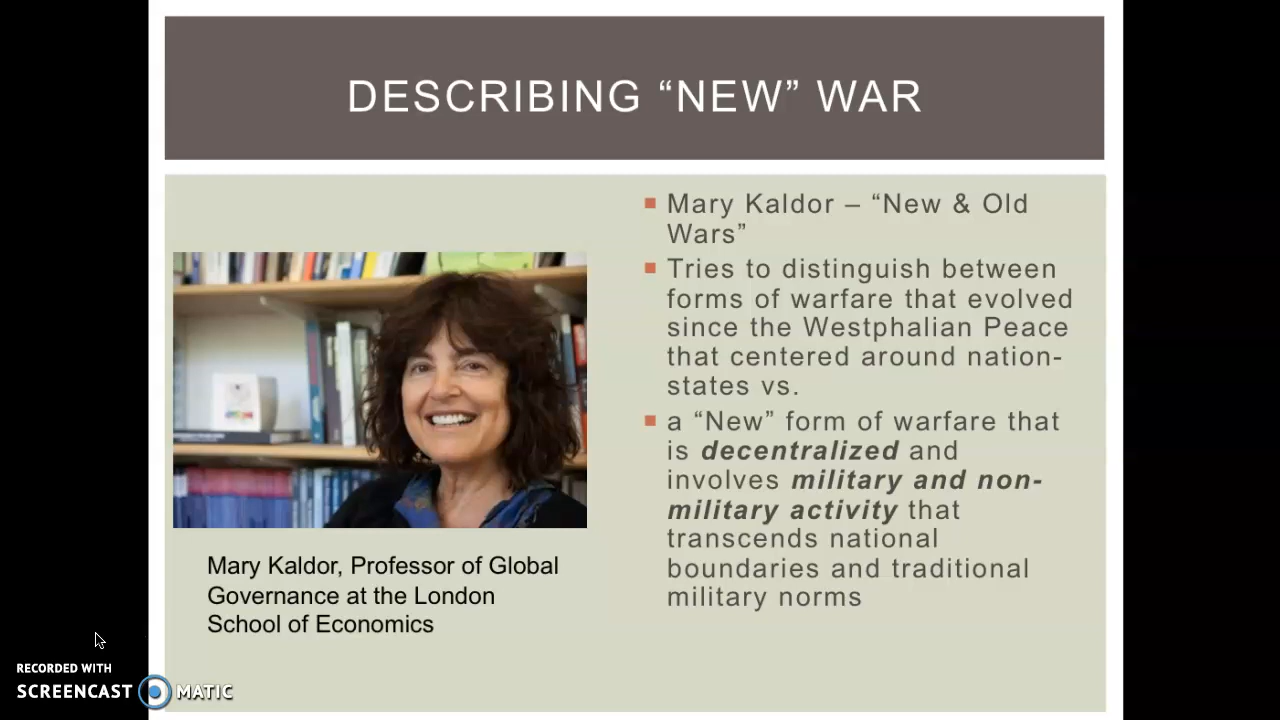 DESCRIBING “NEW” WAR
Mary Kaldor – “New & Old
Wars”
Tries to distinguish between
forms of warfare that evolved
since the Westphalian Peace
that centered around nation-
states vs.
a “New” form of warfare that
is decentralized and
involves military and non-
military activity that
transcends national
boundaries and traditional
military norms
Mary Kaldor, Professor of Global
Governance at the London
School of Economics
RECORDED WITH
SCREENCAST MATIC